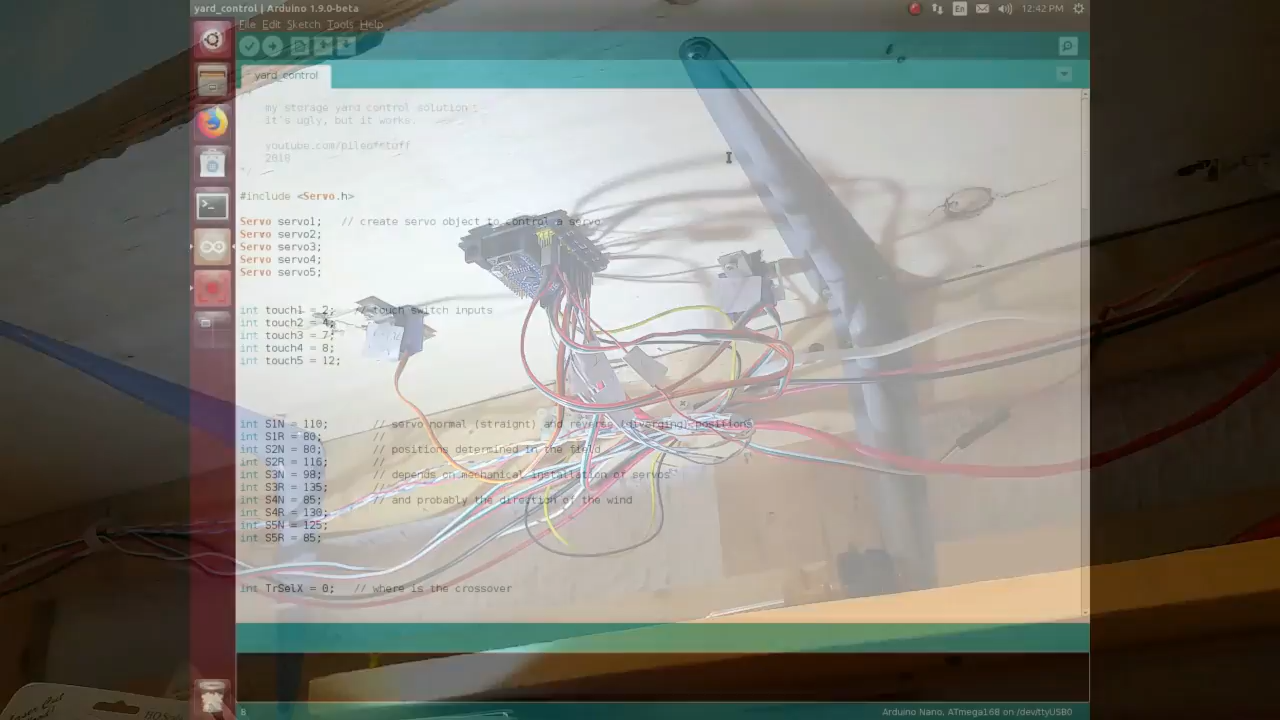 yard_control | Arduino 1.9.0-beta
En
12:42 PM
File Edit Sketch Tools Help
yard_control
my storage yard control solution
it's ugly, but it works.
youtube.com/pileofstuff
2018
*/
#include <Servo.h>
Servo servo1;   // create servo object to control a servo
Servo servo2;
Servo servo3;
Servo servo4;
Servo servo5;
int touch1 = 2;   // touch switch inputs
int touch2 = 4;
int touch3 = 7;
int touch4 = 8;
int touch5 = 12;
int S1N = 110;   // servo normal (straight) and reverse (diverging) positions
int S1R = 80;   //
int S2N = 80;   // positions determined in the field
int S2R = 116;   //
int S3N = 98;   // depends on mechanical installation of servos
int S3R = 135;   //
int S4N = 85;   // and probably the direction of the wind
int S4R = 130;
int S5N = 125;
int S5R = 85;
int TrSelX = 0;   // where is the crossover
Laser Cut
8
Arduino Nano, ATmega168 on /dev/ttyUSB0